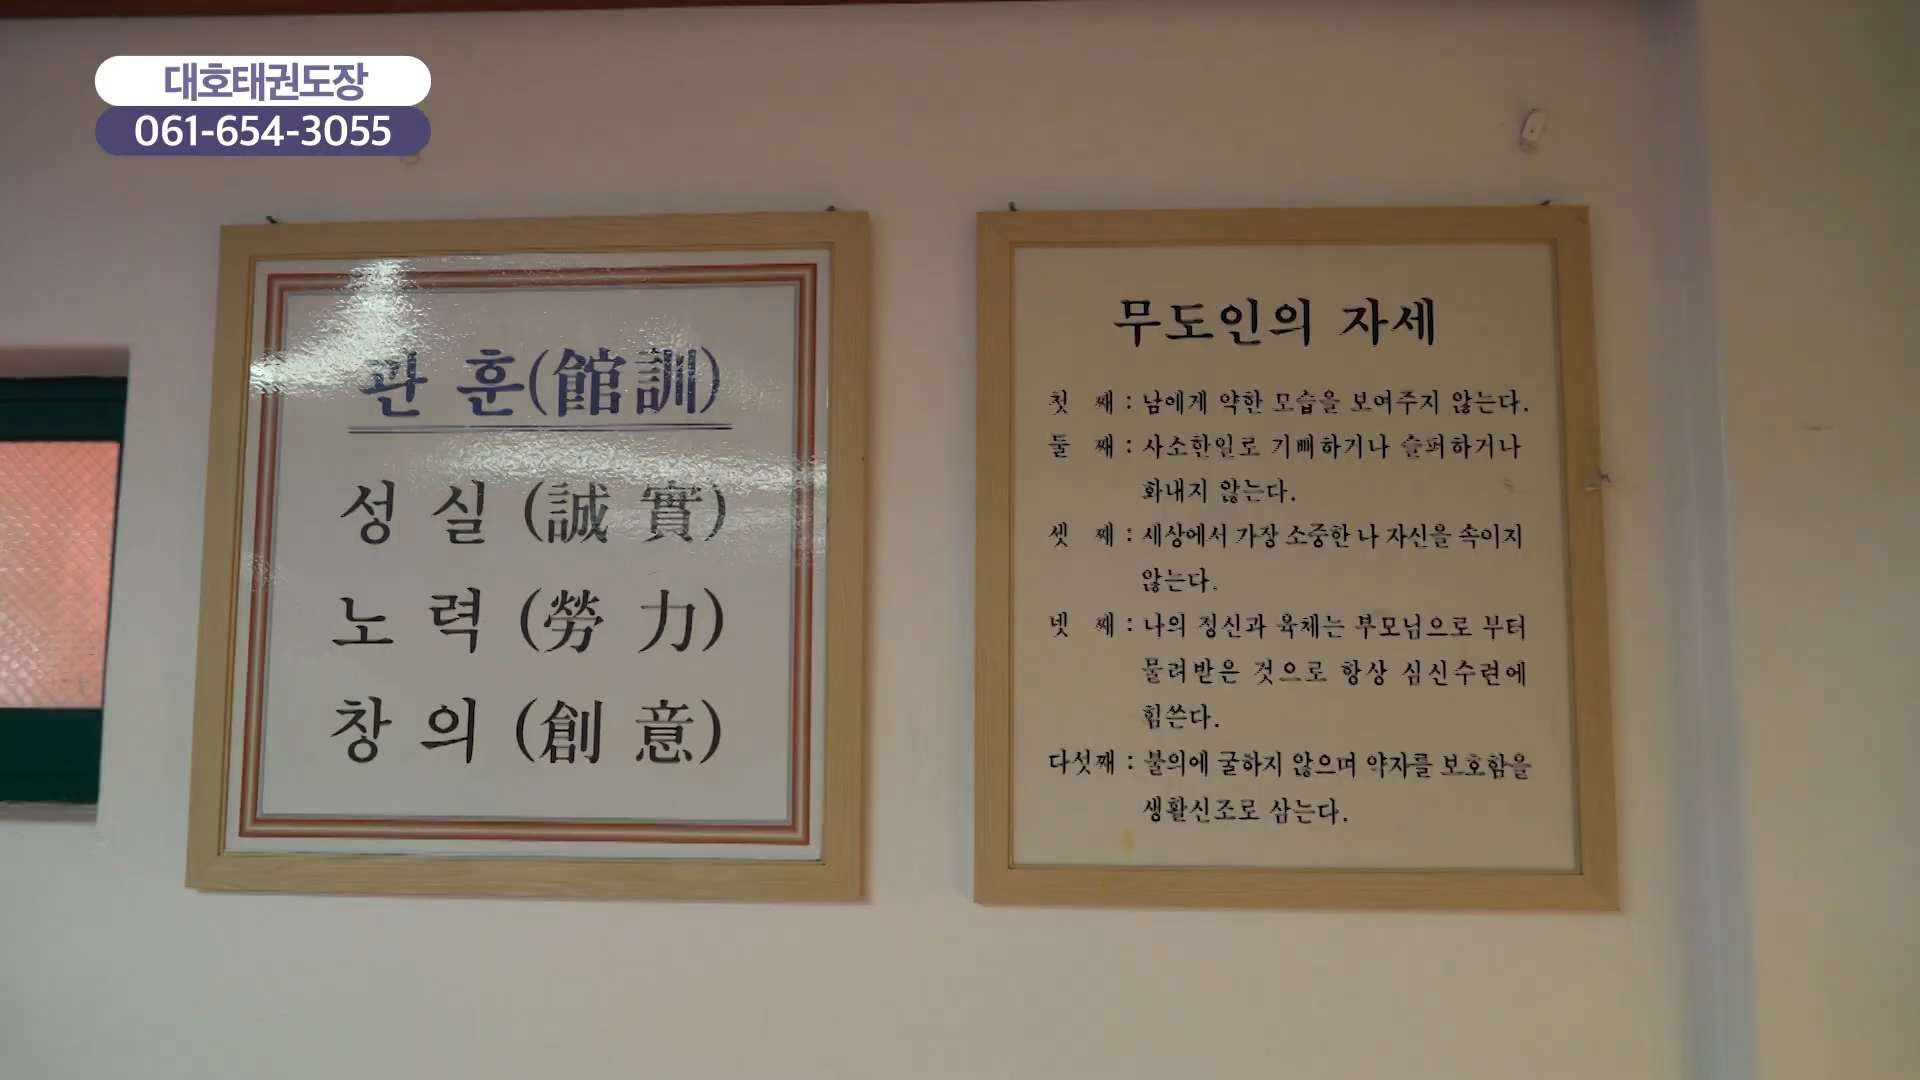 대호태권도장
061-654-3055
관 훈(館訓)
성 실 (誠 實)
노 력 (勞 力)
창 의 (創 意)
무도인의 자세
첫 째 : 남에게 약한 모습을 보여주지 않는다.
둘 째 : 사소한일로 기뻐하거나 슬퍼하거나
화내지 않는다.
셋 째 : 세상에서 가장 소중한 나 자신을 속이지
않는다.
넷 째 : 나의 정신과 육체는 부모님으로 부터
물려받은 것으로 항상 심신수련에
힘쓴다.
다섯째 : 불의에 굴하지 않으며 약자를 보호함을
생활신조로 삼는다.